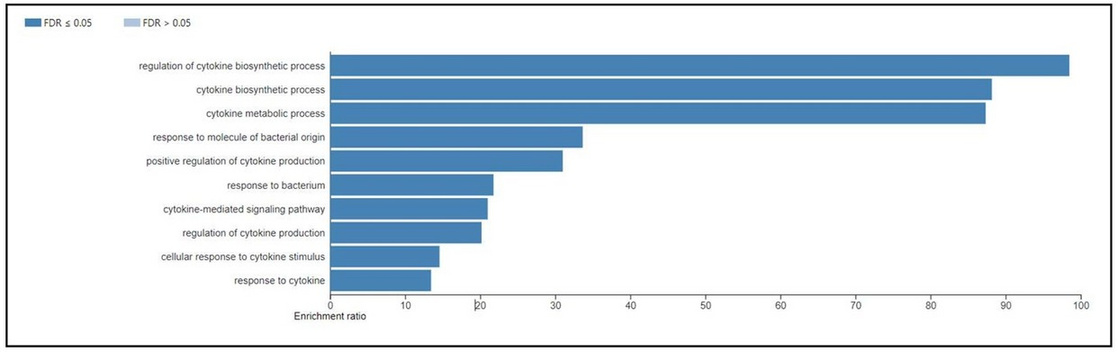 FDR ≤ 0.05 FDR > 0.05
regulation of cytokine biosynthetic process
cytokine biosynthetic process
cytokine metabolic process
response to molecule of bacterial origin
positive regulation of cytokine production
response to bacterium
cytokine-mediated signaling pathway
regulation of cytokine production
cellular response to cytokine stimulus
response to cytokine
0 10 20 30 40 50 60 70 80 90 100
Enrichment ratio